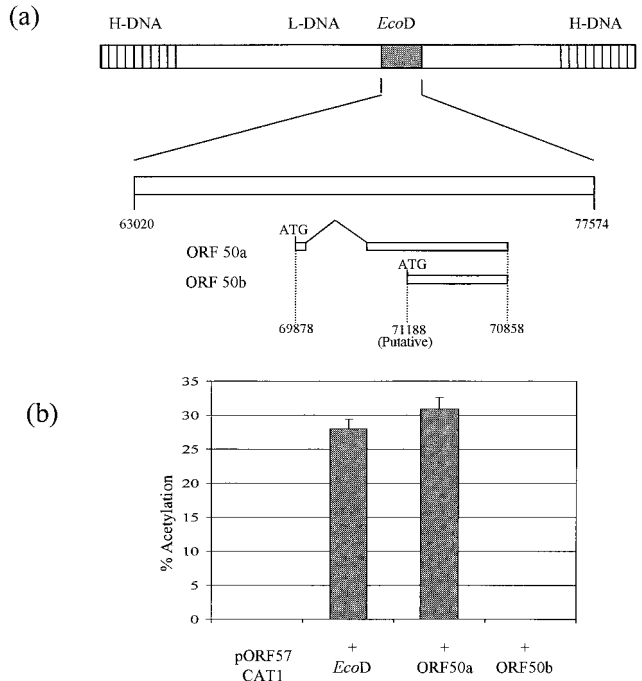 (a)
H-DNA L-DNA EcoD H-DNA
63020 77574
ATG
ORF 50a
ATG
ORF 50b
69878 71188 70858
(Putative)
(b)
% Acetylation
35
30
25
20
15
10
5
0
pORF57 CAT1
+ EcoD
+ ORF50a
+ ORF50b